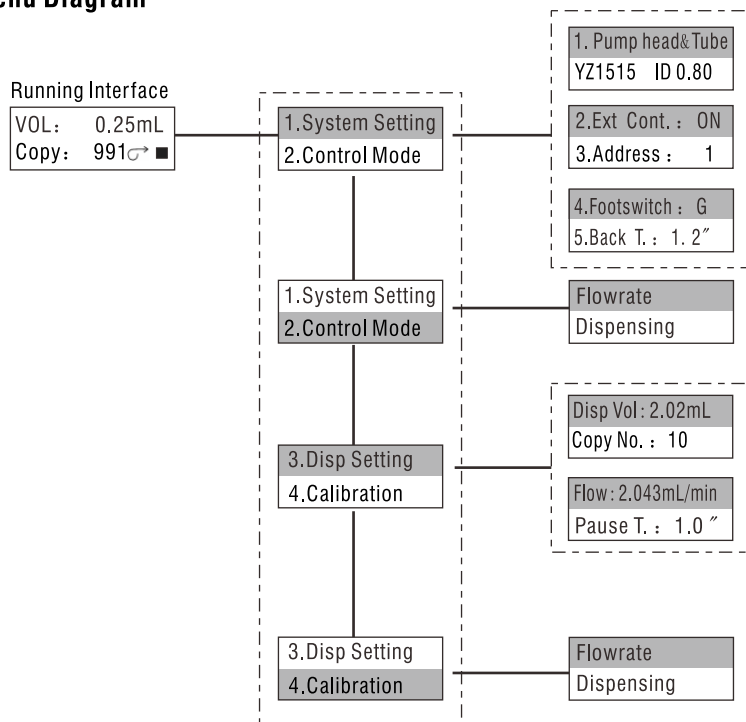 Menu Diagram
Running Interface
VOL: 0.25mL
Copy: 991
1.System Setting
2.Control Mode
1. Pump head&Tube
YZ1515 ID 0.80
2.Ext Cont. : ON
3.Address : 1
4.Footswitch : G
5.Back T. : 1. 2″
1.System Setting
2.Control Mode
Flowrate
Dispensing
3.Disp Setting
4.Calibration
Disp Vol : 2.02mL
Copy No. : 10
Flow : 2.043mL/min
Pause T. : 1.0 ″
3.Disp Setting
4.Calibration
Flowrate
Dispensing